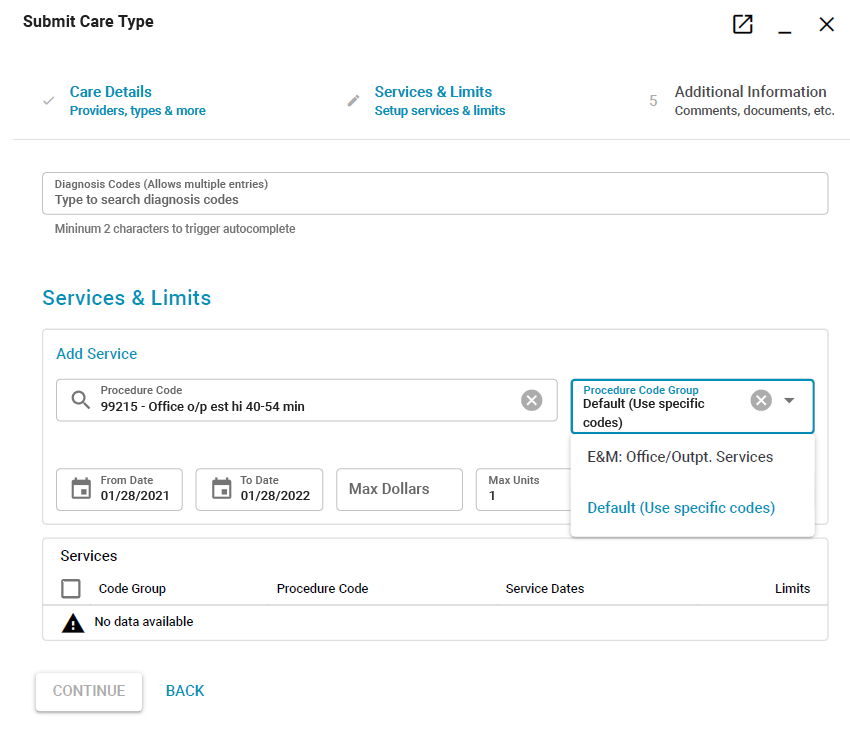 Submit Care Type
Care Details
Providers, types & more
Services & Limits
Setup services & limits
5
Additional Information
Comments, documents, etc.
Diagnosis Codes (Allows multiple entries)
Type to search diagnosis codes
Mininum 2 characters to trigger autocomplete
Services & Limits
Add Service
Procedure Code
99215 - Office o/p est hi 40-54 min
Procedure Code Group
Default (Use specific
codes)
E&M: Office/Outpt. Services
Default (Use specific codes)
From Date
01/28/2021
To Date
01/28/2022
Max Dollars
Max Units
1
Services
Code Group Procedure Code Service Dates Limits
No data available
CONTINUE
BACK